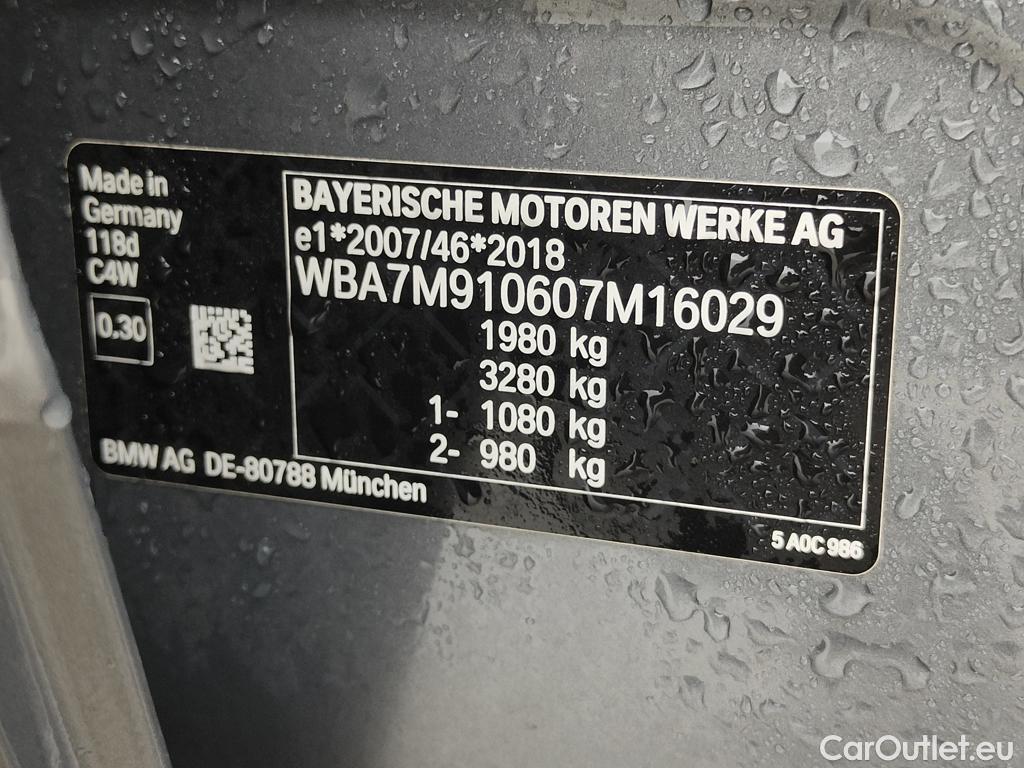 Made in
Germany
118d
C4W
0.30
BAYERISCHE MOTOREN WERKE AG
e1*2007/46*2018
WBA7M910607M16029
1980 kg
3280 kg
1- 1080 kg
2- 980 kg
BMW AG DE-80788 München
5 A0C 986
CarOutlet.eu